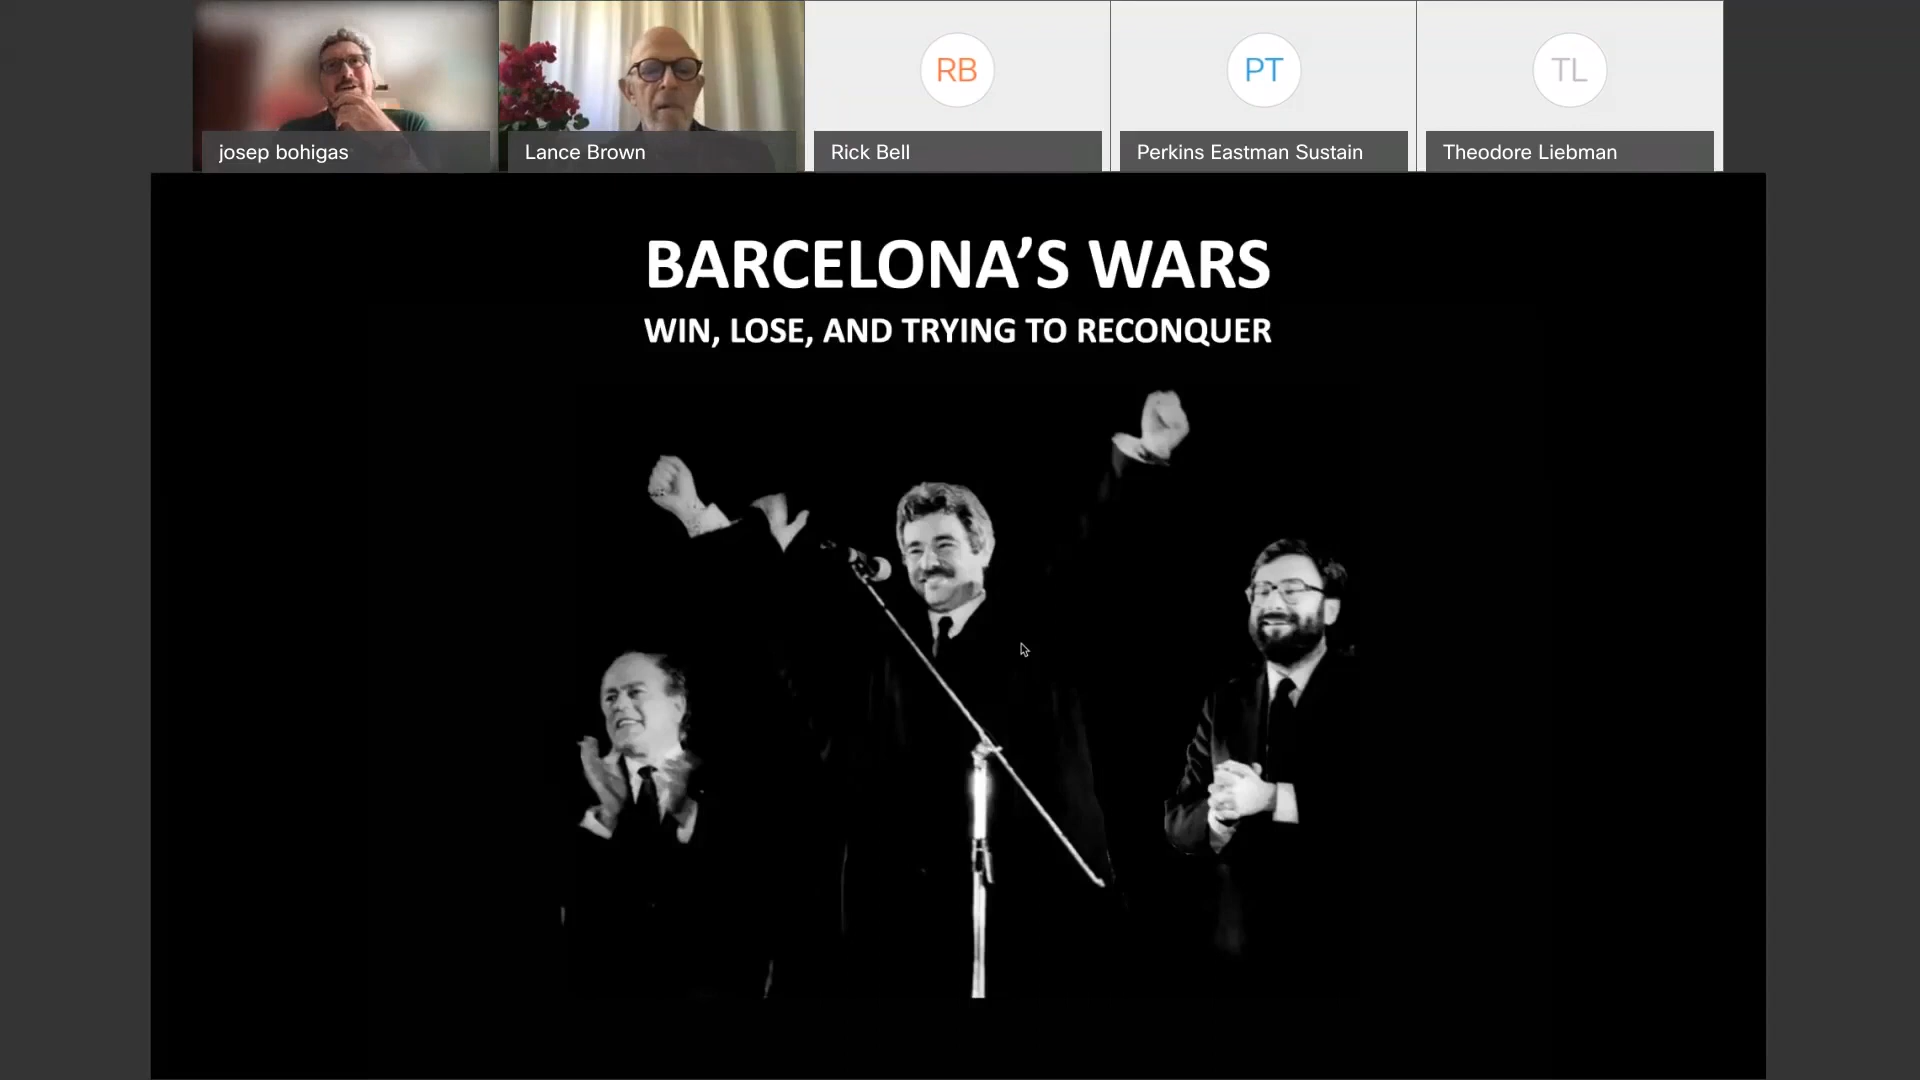 RB
PT
TL
josep bohigas
Lance Brown
Rick Bell
Perkins Eastman Sustain
Theodore Liebman
BARCELONA’S WARS
WIN, LOSE, AND TRYING TO RECONQUER